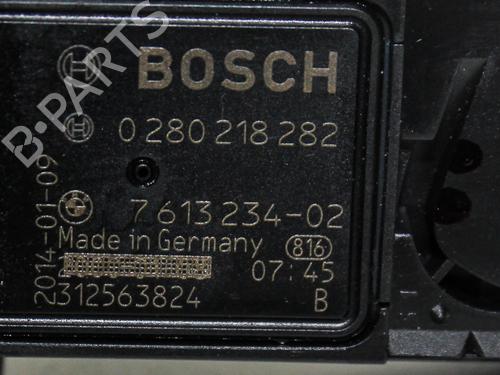 BOSCH
0 280 218 282
7 613 234-02
Made in Germany 816
07:45
2312563824 B
2014-01-09
B-PARTS